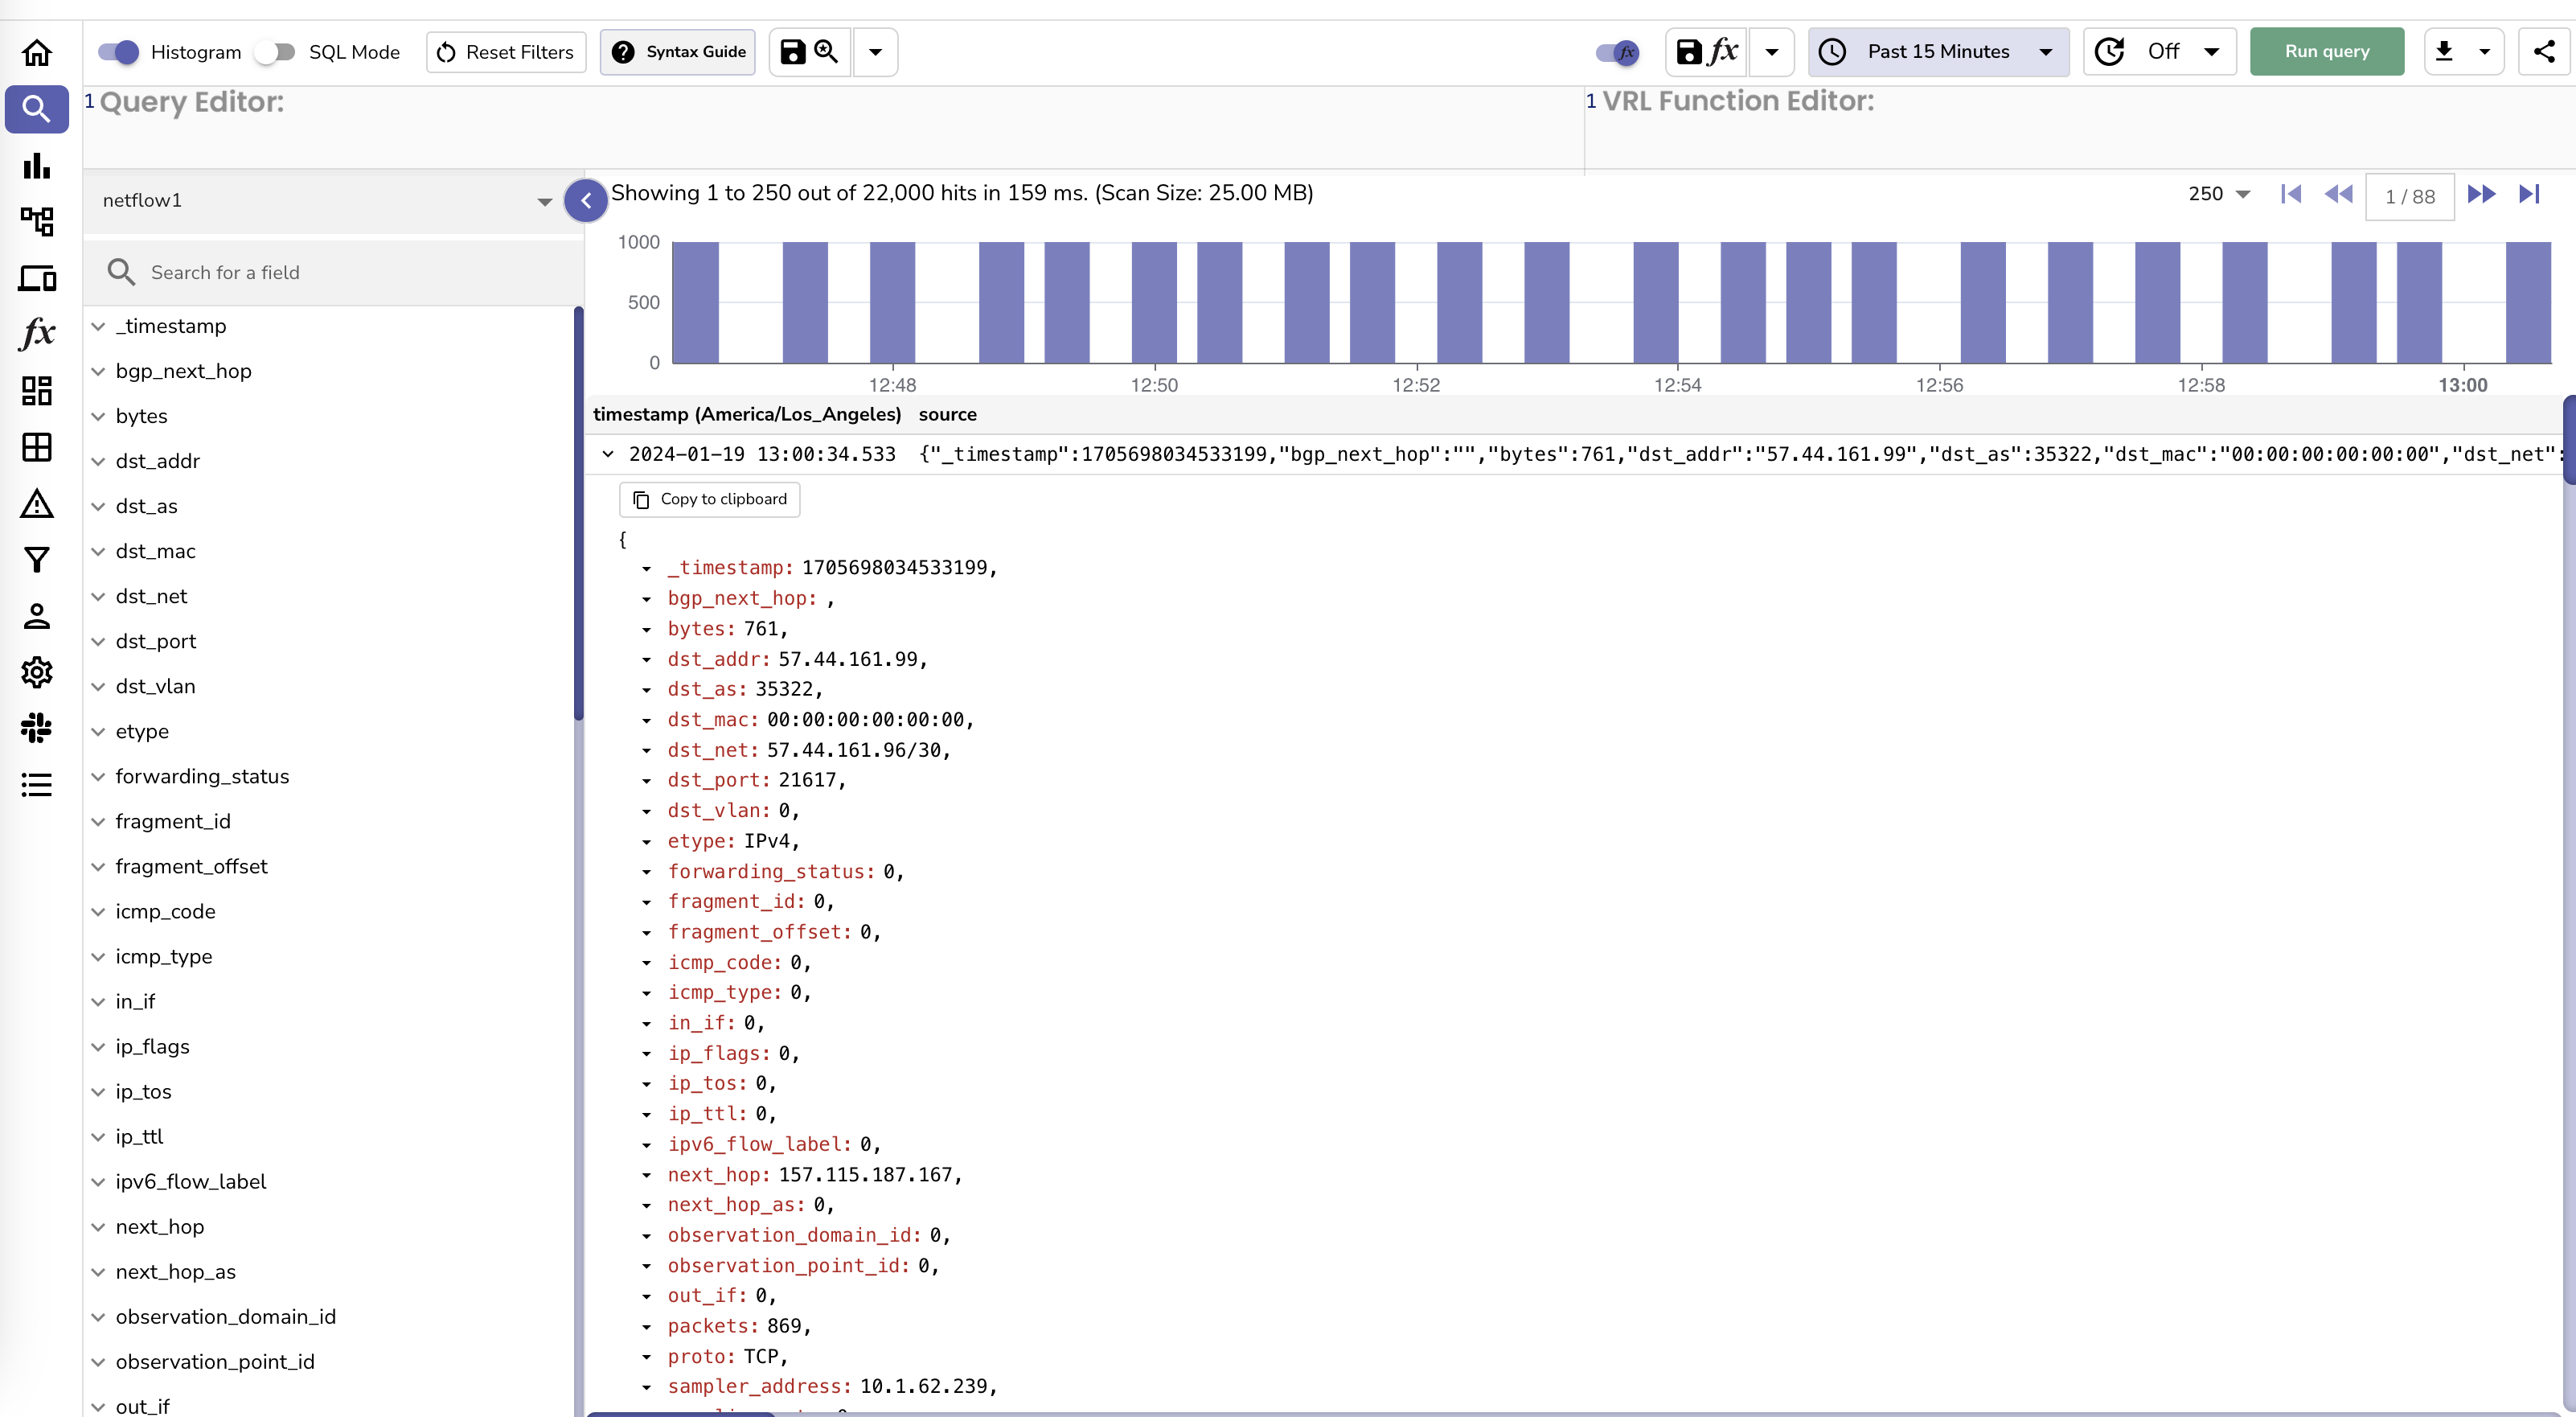 Histogram SQL Mode Reset Filters Syntax Guide fx fx Past 15 Minutes Off Run query
1 Query Editor:
1 VRL Function Editor:
netflow1
Showing 1 to 250 out of 22,000 hits in 159 ms. (Scan Size: 25.00 MB)
250 1 / 88
Search for a field
1000
500
0
12:48 12:50 12:52 12:54 12:56 12:58 13:00
fx
_timestamp
bgp_next_hop
bytes
dst_addr
dst_as
dst_mac
dst_net
dst_port
dst_vlan
etype
forwarding_status
fragment_id
fragment_offset
icmp_code
icmp_type
in_if
ip_flags
ip_tos
ip_ttl
ipv6_flow_label
next_hop
next_hop_as
observation_domain_id
observation_point_id
out_if
timestamp (America/Los_Angeles) source
2024-01-19 13:00:34.533 {"_timestamp":1705698034533199,"bgp_next_hop":"","bytes":761,"dst_addr":"57.44.161.99","dst_as":35322,"dst_mac":"00:00:00:00:00:00","dst_net":
Copy to clipboard
{
_timestamp: 1705698034533199,
bgp_next_hop: ,
bytes: 761,
dst_addr: 57.44.161.99,
dst_as: 35322,
dst_mac: 00:00:00:00:00:00,
dst_net: 57.44.161.96/30,
dst_port: 21617,
dst_vlan: 0,
etype: IPv4,
forwarding_status: 0,
fragment_id: 0,
fragment_offset: 0,
icmp_code: 0,
icmp_type: 0,
in_if: 0,
ip_flags: 0,
ip_tos: 0,
ip_ttl: 0,
ipv6_flow_label: 0,
next_hop: 157.115.187.167,
next_hop_as: 0,
observation_domain_id: 0,
observation_point_id: 0,
out_if: 0,
packets: 869,
proto: TCP,
sampler_address: 10.1.62.239,